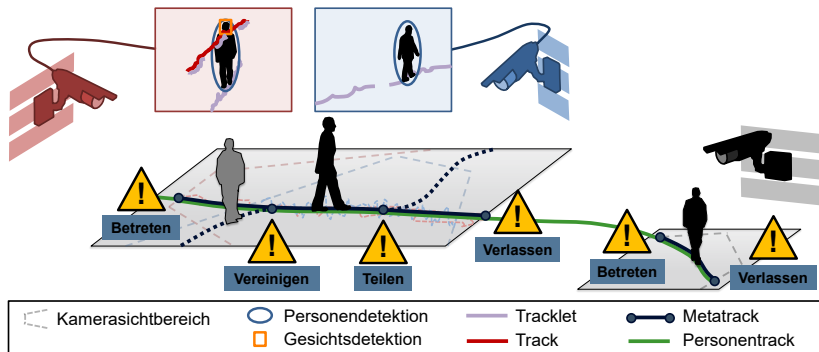 !
!
!
!
!
!
Betreten
Vereinigen
Teilen
Verlassen
Betreten
Verlassen
Kamerasichtbereich
Personendetektion
Gesichtsdetektion
Tracklet
Track
Metatrack
Personentrack